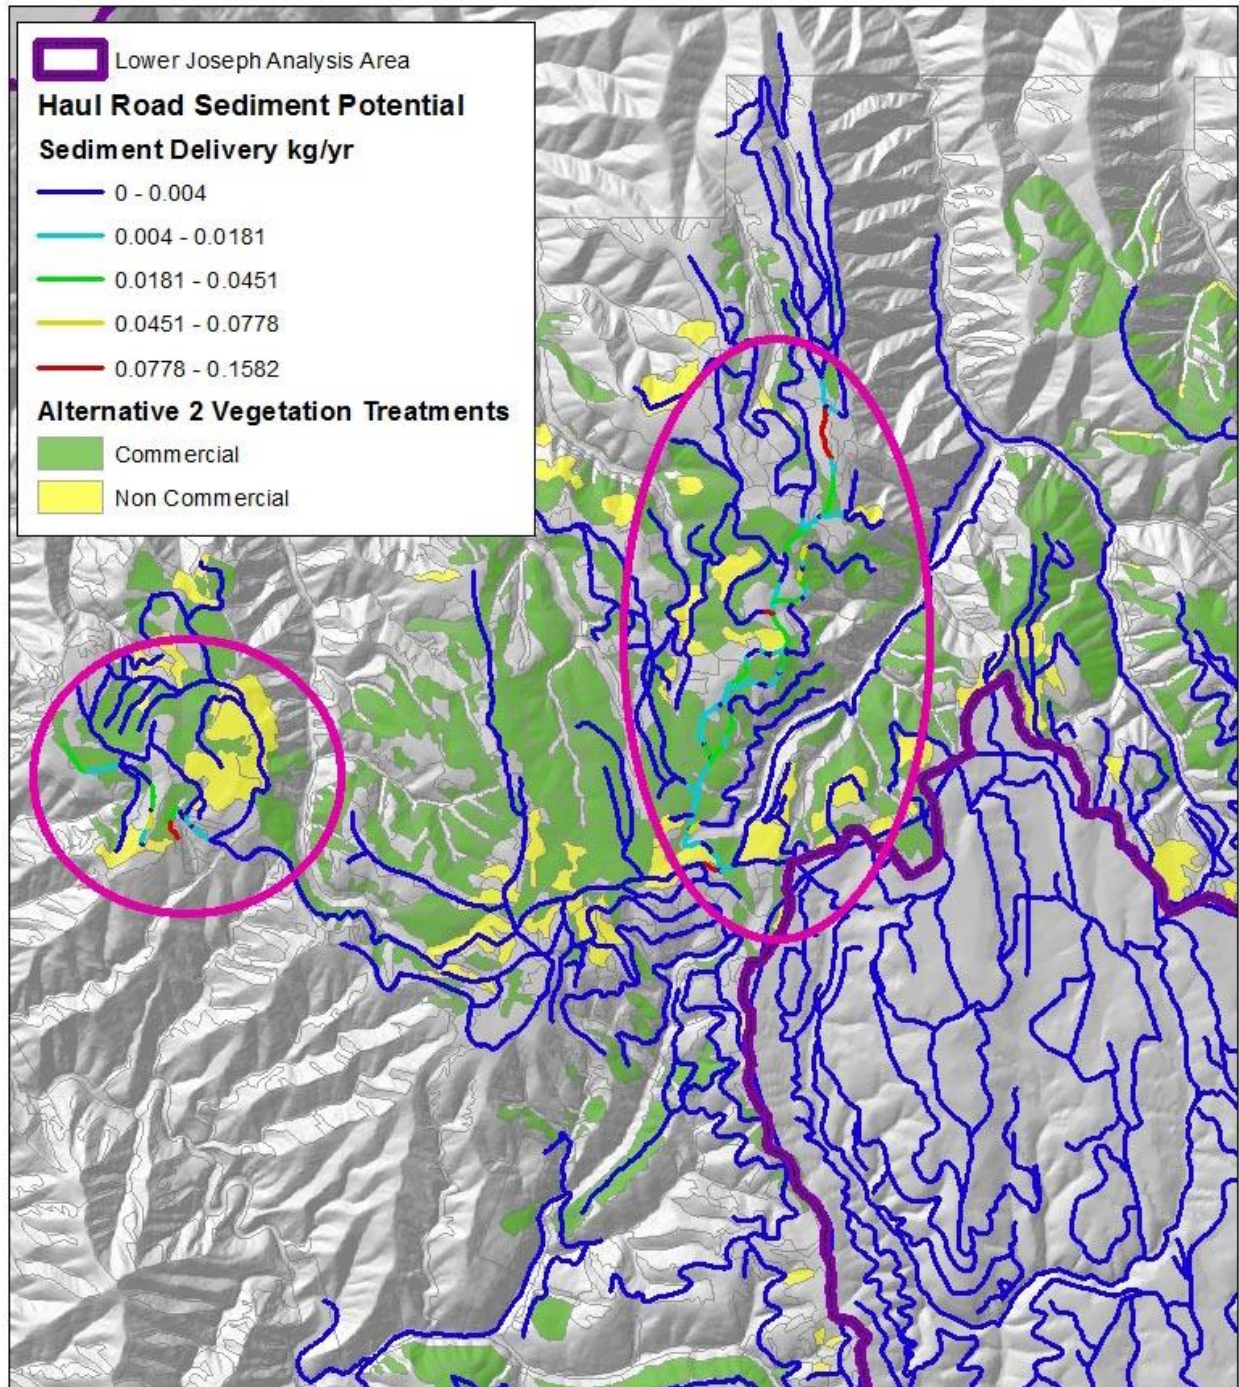 Lower Joseph Analysis Area
Haul Road Sediment Potential
Sediment Delivery kg/yr
0 - 0.004
0.004 - 0.0181
0.0181 - 0.0451
0.0451 - 0.0778
0.0778 - 0.1582
Alternative 2 Vegetation Treatments
Commercial
Non Commercial